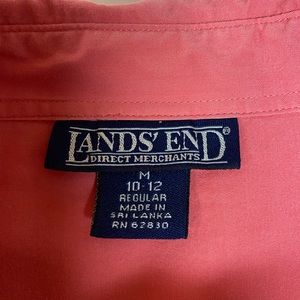 LANDS' END®
DIRECT MERCHANTS
M
10-12
REGULAR
MADE IN
SRI LANKA
RN 62830